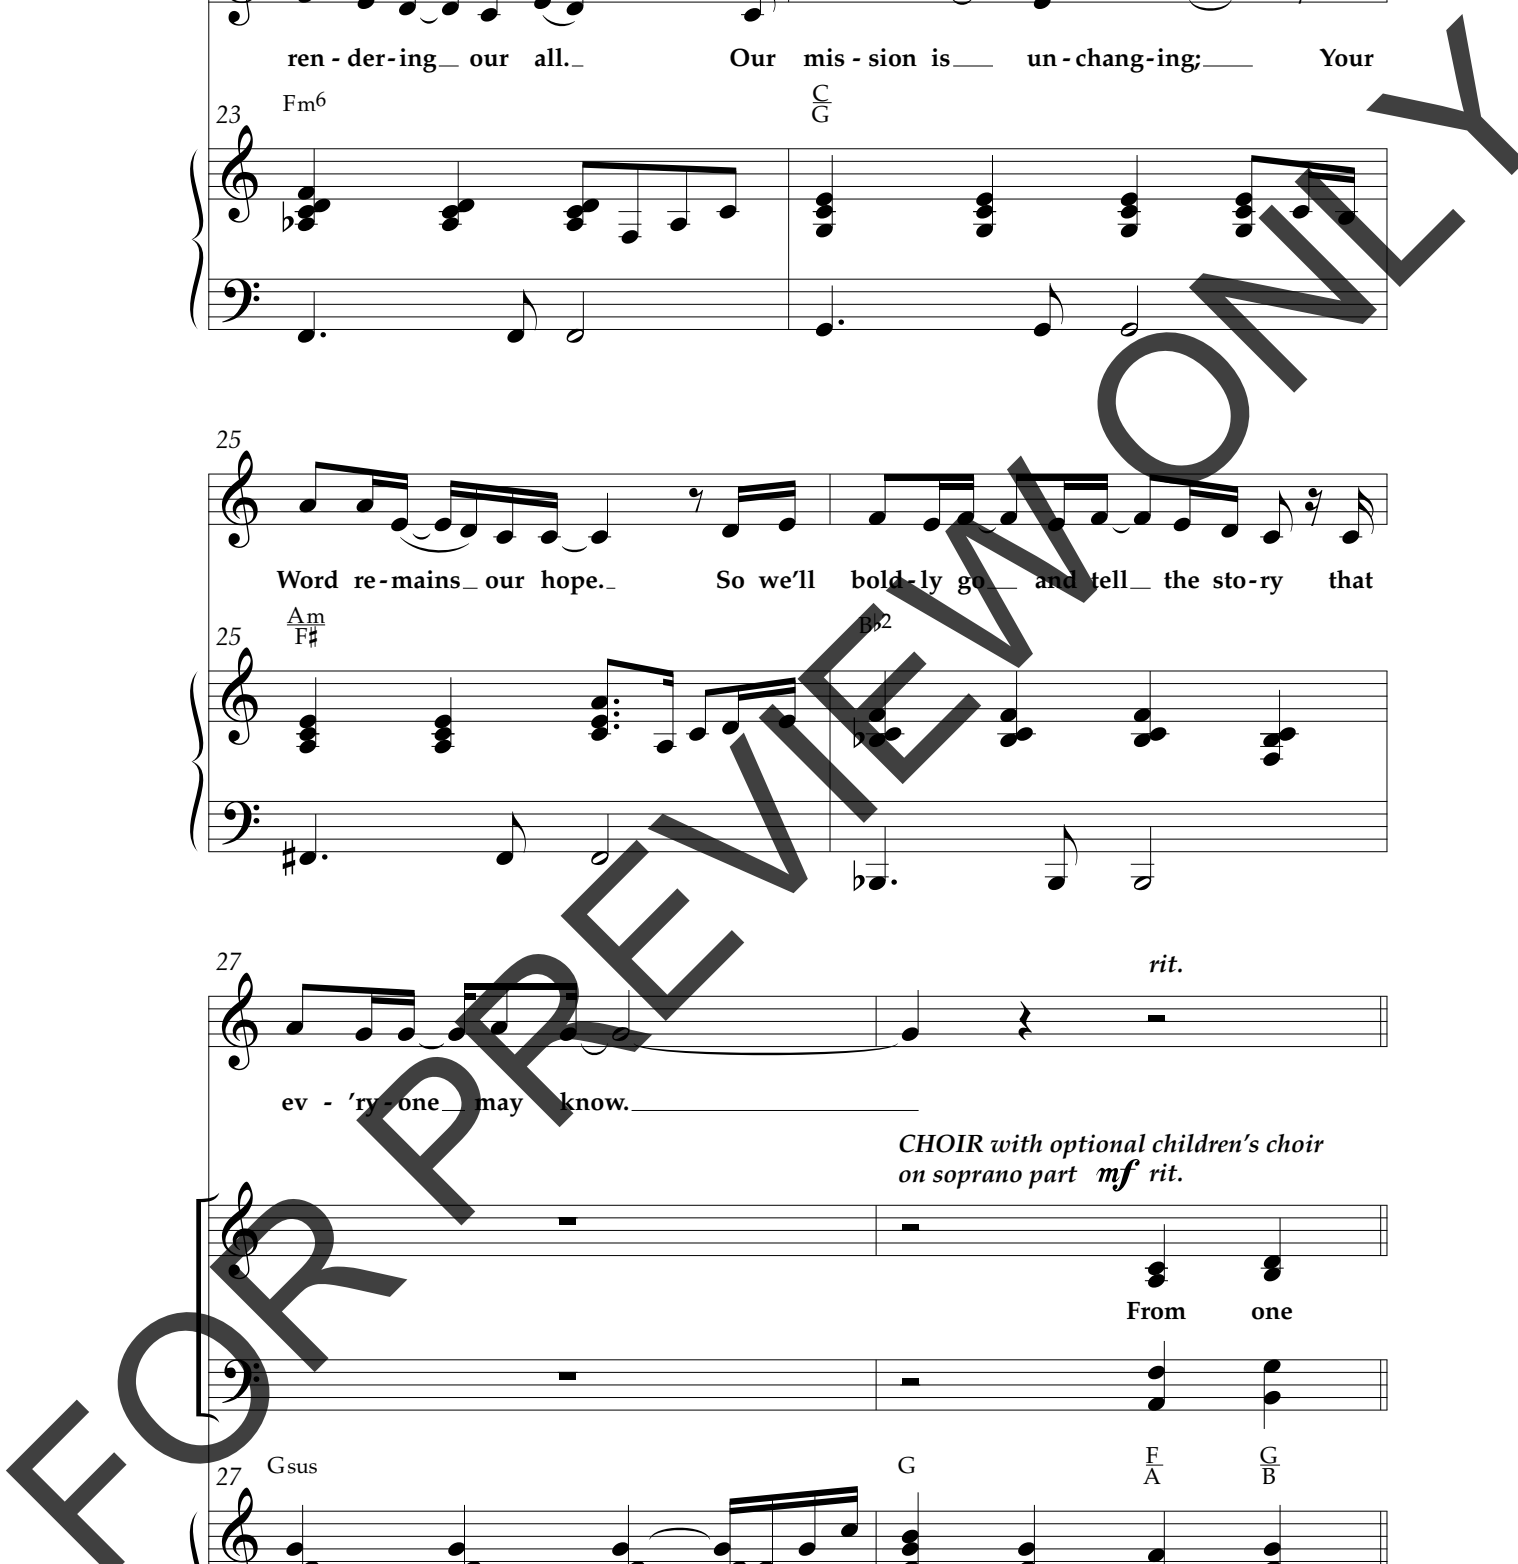 ren - der - ing our all. Our mis - sion is un - chang - ing; Your
23 Fm6 C
G
25
Word re - mains our hope. So we'll bold - ly go and tell the sto - ry that
25 Am
F♯ B♭2
27 rit.
ev - 'ry - one may know.
CHOIR with optional children's choir
on soprano part mf rit.
From one
27 Gsus G F
A G
B
FOR PREVIEW ONLY